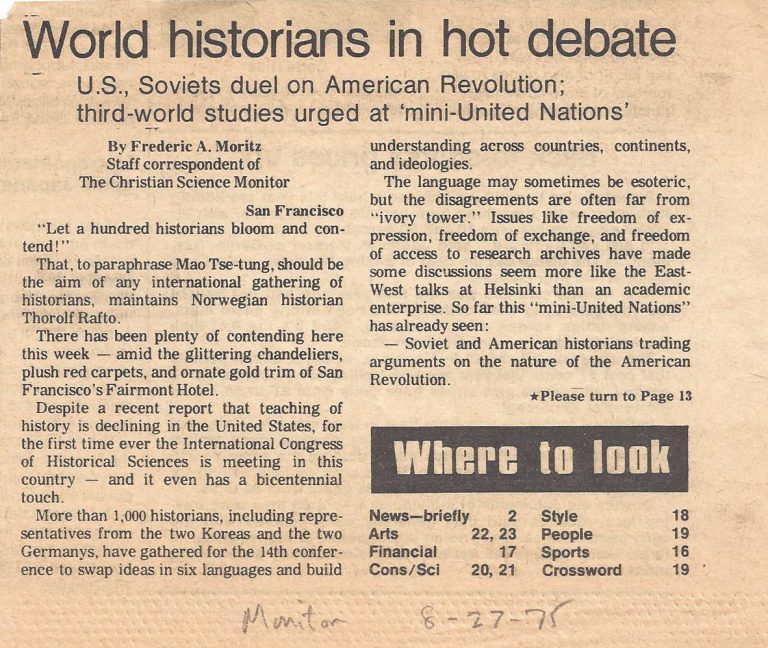 World historians in hot debate
U.S., Soviets duel on American Revolution;
third-world studies urged at ‘mini-United Nations’
By Frederic A. Moritz
Staff correspondent of
The Christian Science Monitor
San Francisco
“Let a hundred historians bloom and con-
tend!”
That, to paraphrase Mao Tse-tung, should be
the aim of any international gathering of
historians, maintains Norwegian historian
Thorolf Rafto.
There has been plenty of contending here
this week — amid the glittering chandeliers,
plush red carpets, and ornate gold trim of San
Francisco’s Fairmont Hotel.
Despite a recent report that teaching of
history is declining in the United States, for
the first time ever the International Congress
of Historical Sciences is meeting in this
country — and it even has a bicentennial
touch.
More than 1,000 historians, including repre-
sentatives from the two Koreas and the two
Germanys, have gathered for the 14th confer-
ence to swap ideas in six languages and build
understanding across countries, continents,
and ideologies.
The language may sometimes be esoteric,
but the disagreements are often far from
“ivory tower.” Issues like freedom of ex-
pression, freedom of exchange, and freedom
of access to research archives have made
some discussions seem more like the East-
West talks at Helsinki than an academic
enterprise. So far this “mini-United Nations”
has already seen:
— Soviet and American historians trading
arguments on the nature of the American
Revolution.
★Please turn to Page 13
Where to look
News—briefly 2 Style 18
Arts 22, 23 People 19
Financial 17 Sports 16
Cons/Sci 20, 21 Crossword 19
Monitor 8-27-75